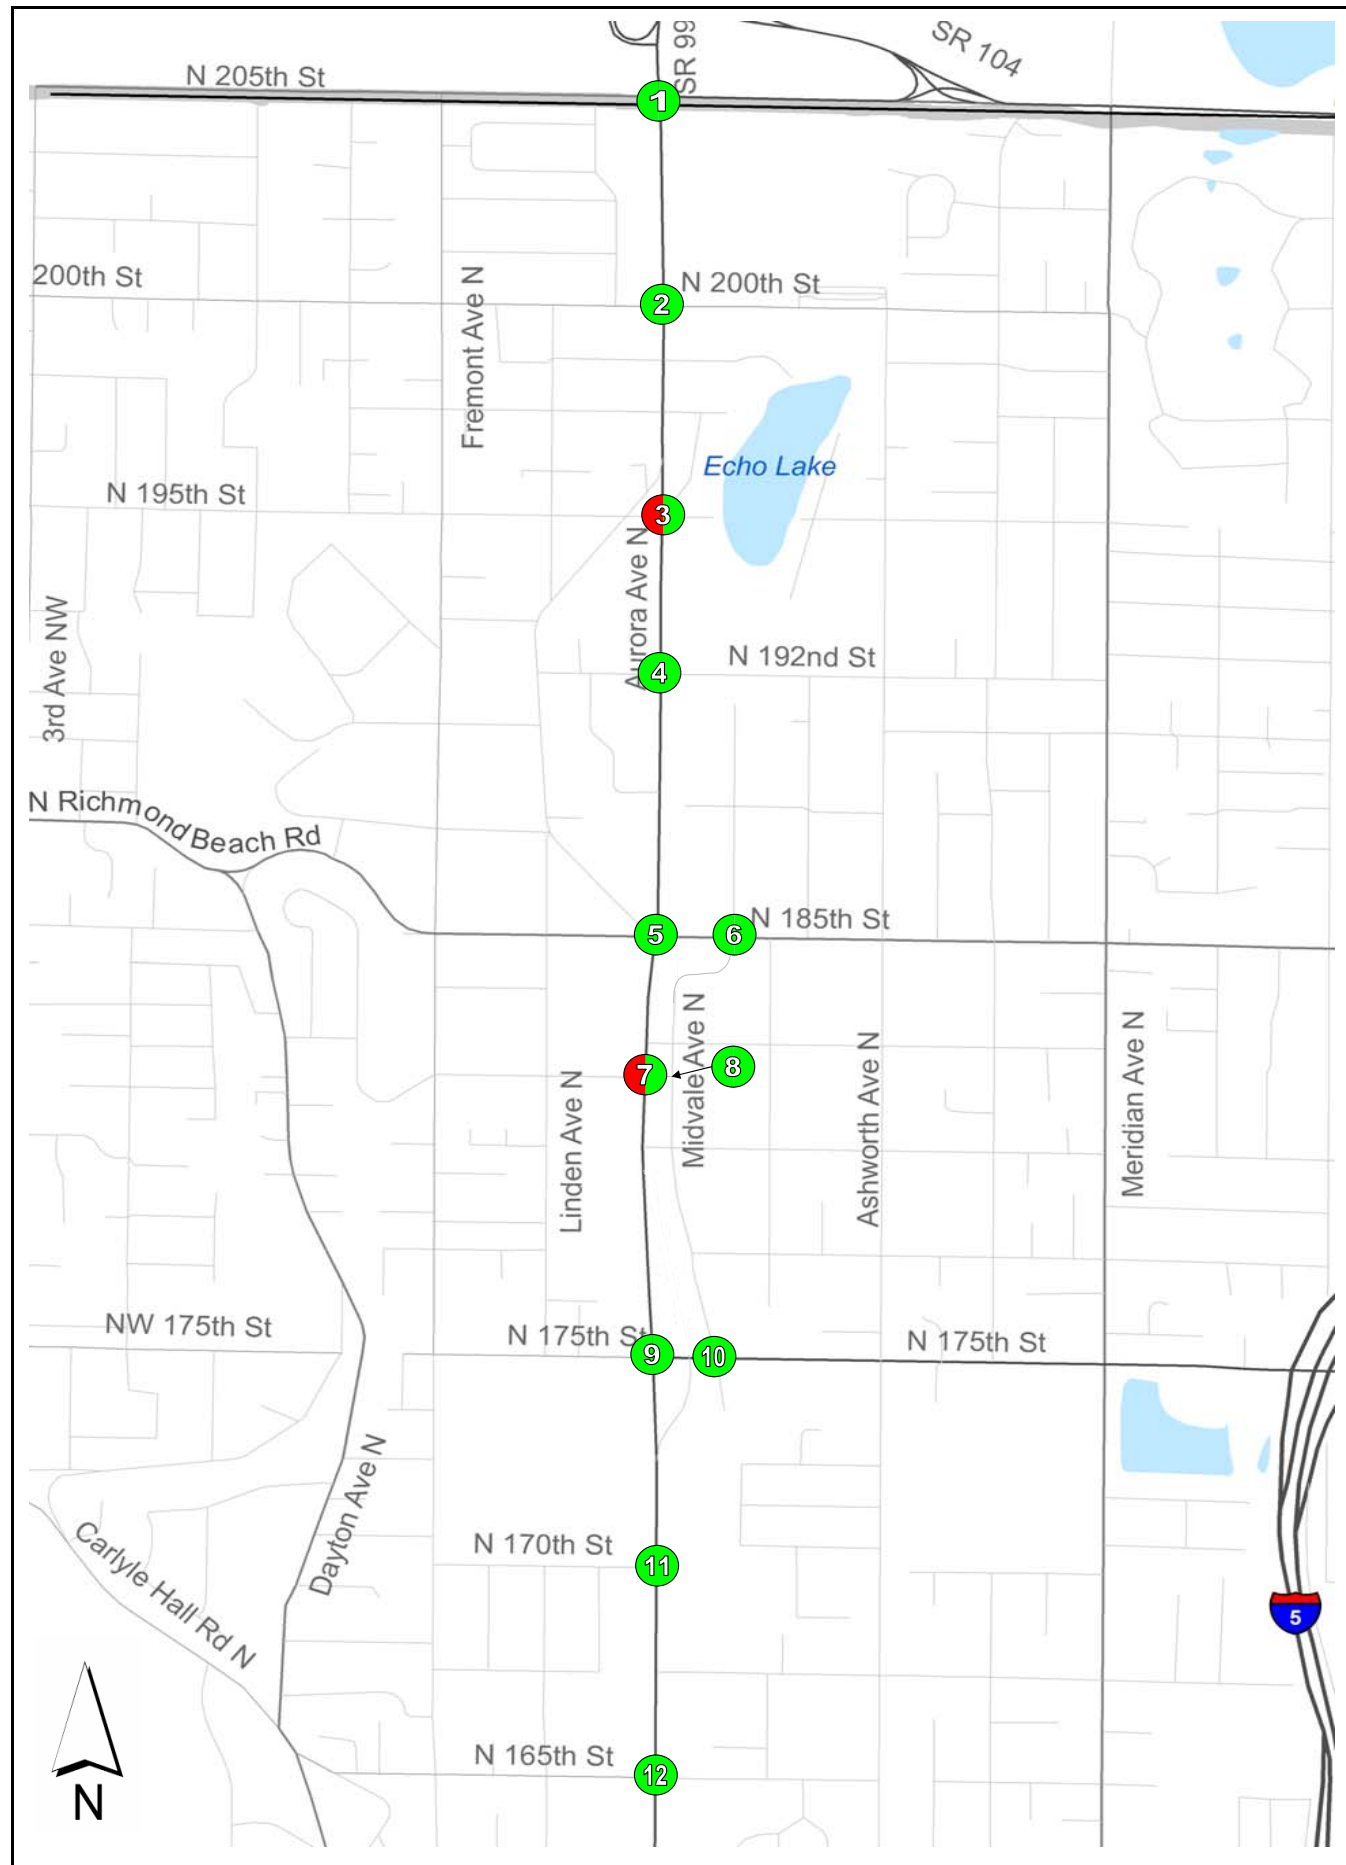 SR 99
SR 104
N 205th St
1
200th St
Fremont Ave N
2
N 200th St
Echo Lake
N 195th St
3
Aurora Ave N
3rd Ave NW
4
N 192nd St
N Richmond Beach Rd
5
6
N 185th St
7
8
Midvale Ave N
Linden Ave N
Ashworth Ave N
Meridian Ave N
NW 175th St
N 175th St
9
10
N 175th St
Dayton Ave N
Carlyle Hall Rd N
N 170th St
11
5
N 165th St
12
N